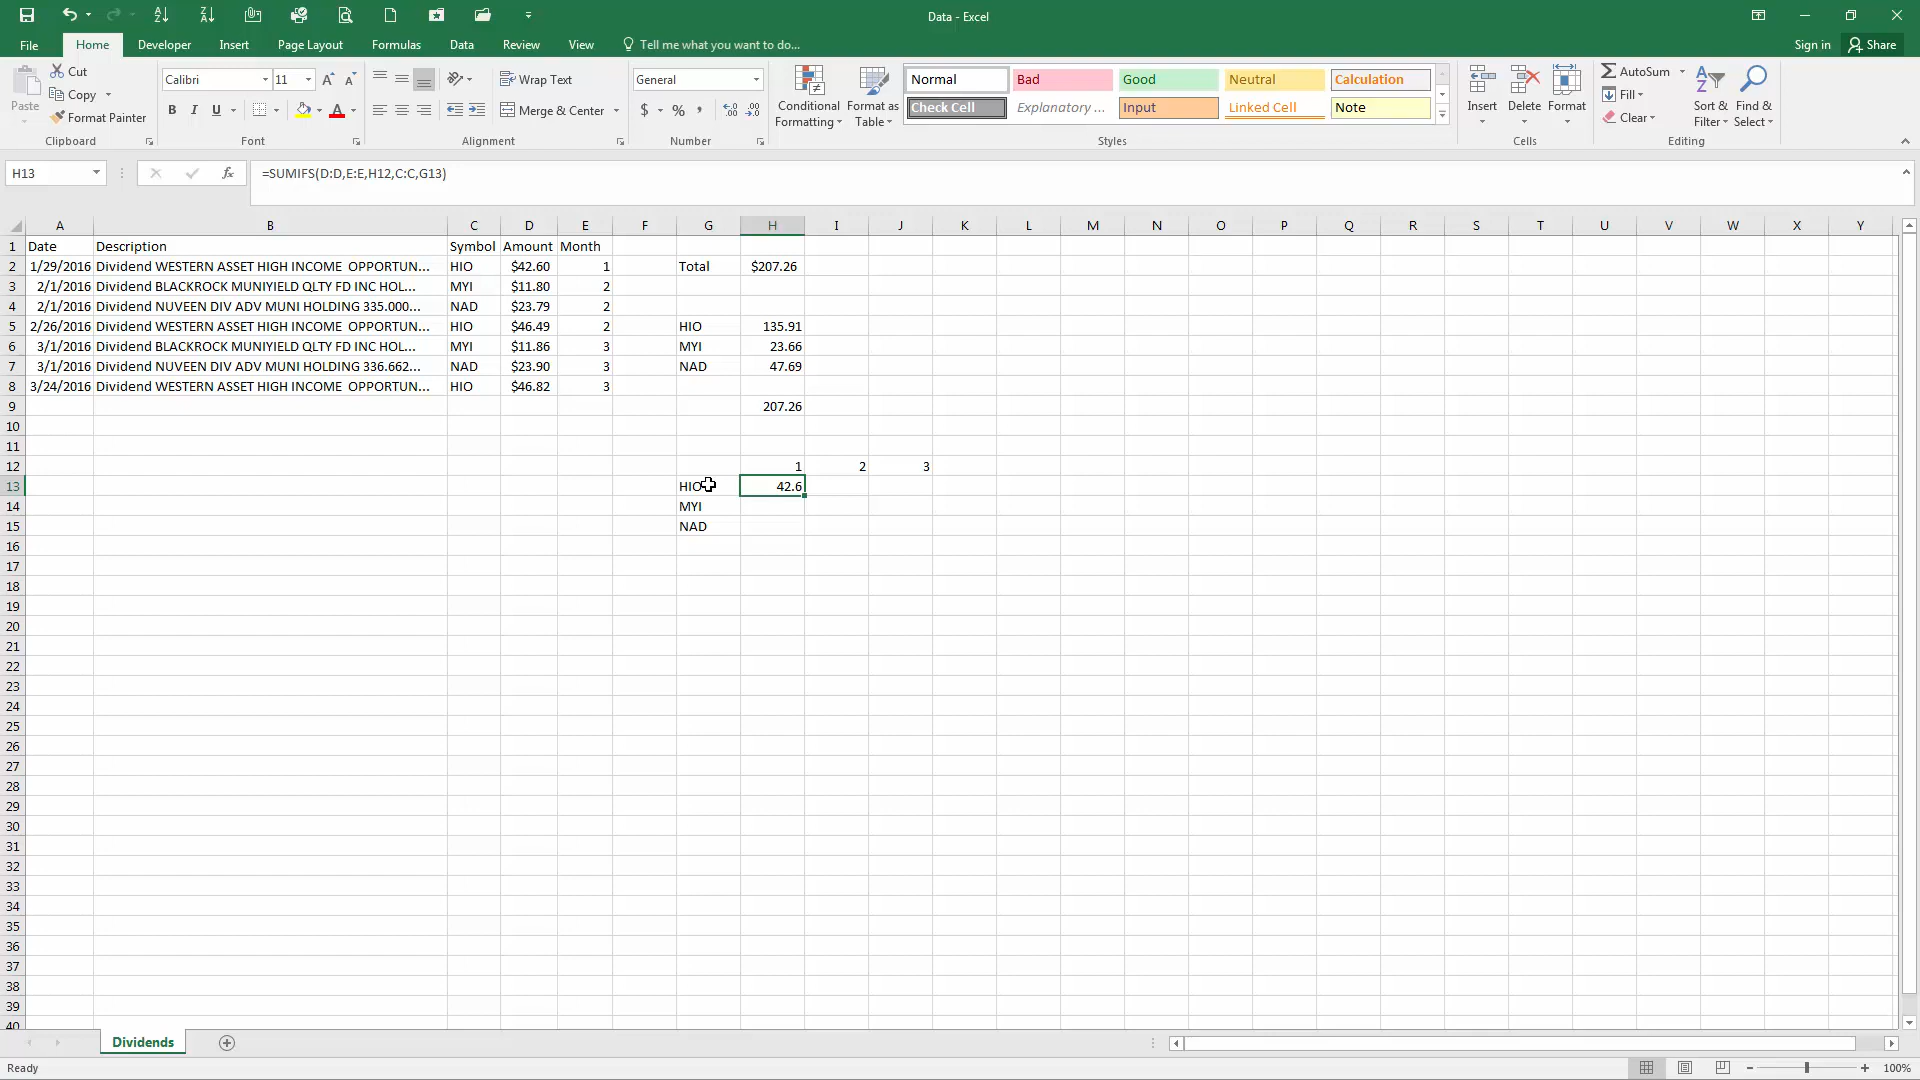 Data - Excel
File Home Developer Insert Page Layout Formulas Data Review View Tell me what you want to do... Sign in Share
Paste Cut Copy Format Painter
Calibri 11 B I U A A A
Wrap Text Merge & Center
General $ %
Conditional Formatting Format as Table
Normal Bad Good Neutral Calculation
Check Cell Explanatory ... Input Linked Cell Note
Insert Delete Format
AutoSum Fill Clear Sort & Filter Find & Select
Clipboard Font Alignment Number Styles Cells Editing
H13 fx =SUMIFS(D:D,E:E,H12,C:C,G13)
A B C D E F G H I J K L M N O P Q R S T U V W X Y
1 Date Description Symbol Amount Month
2 1/29/2016 Dividend WESTERN ASSET HIGH INCOME OPPORTUN... HIO $42.60 1 Total $207.26
3 2/1/2016 Dividend BLACKROCK MUNIYIELD QLTY FD INC HOL... MYI $11.80 2
4 2/1/2016 Dividend NUVEEN DIV ADV MUNI HOLDING 335.000... NAD $23.79 2
5 2/26/2016 Dividend WESTERN ASSET HIGH INCOME OPPORTUN... HIO $46.49 2 HIO 135.91
6 3/1/2016 Dividend BLACKROCK MUNIYIELD QLTY FD INC HOL... MYI $11.86 3 MYI 23.66
7 3/1/2016 Dividend NUVEEN DIV ADV MUNI HOLDING 336.662... NAD $23.90 3 NAD 47.69
8 3/24/2016 Dividend WESTERN ASSET HIGH INCOME OPPORTUN... HIO $46.82 3
9 207.26
10
11
12 1 2 3
13 HIO 42.6
14 MYI
15 NAD
16
17
18
19
20
21
22
23
24
25
26
27
28
29
30
31
32
33
34
35
36
37
38
39
40
Dividends
Ready 100%